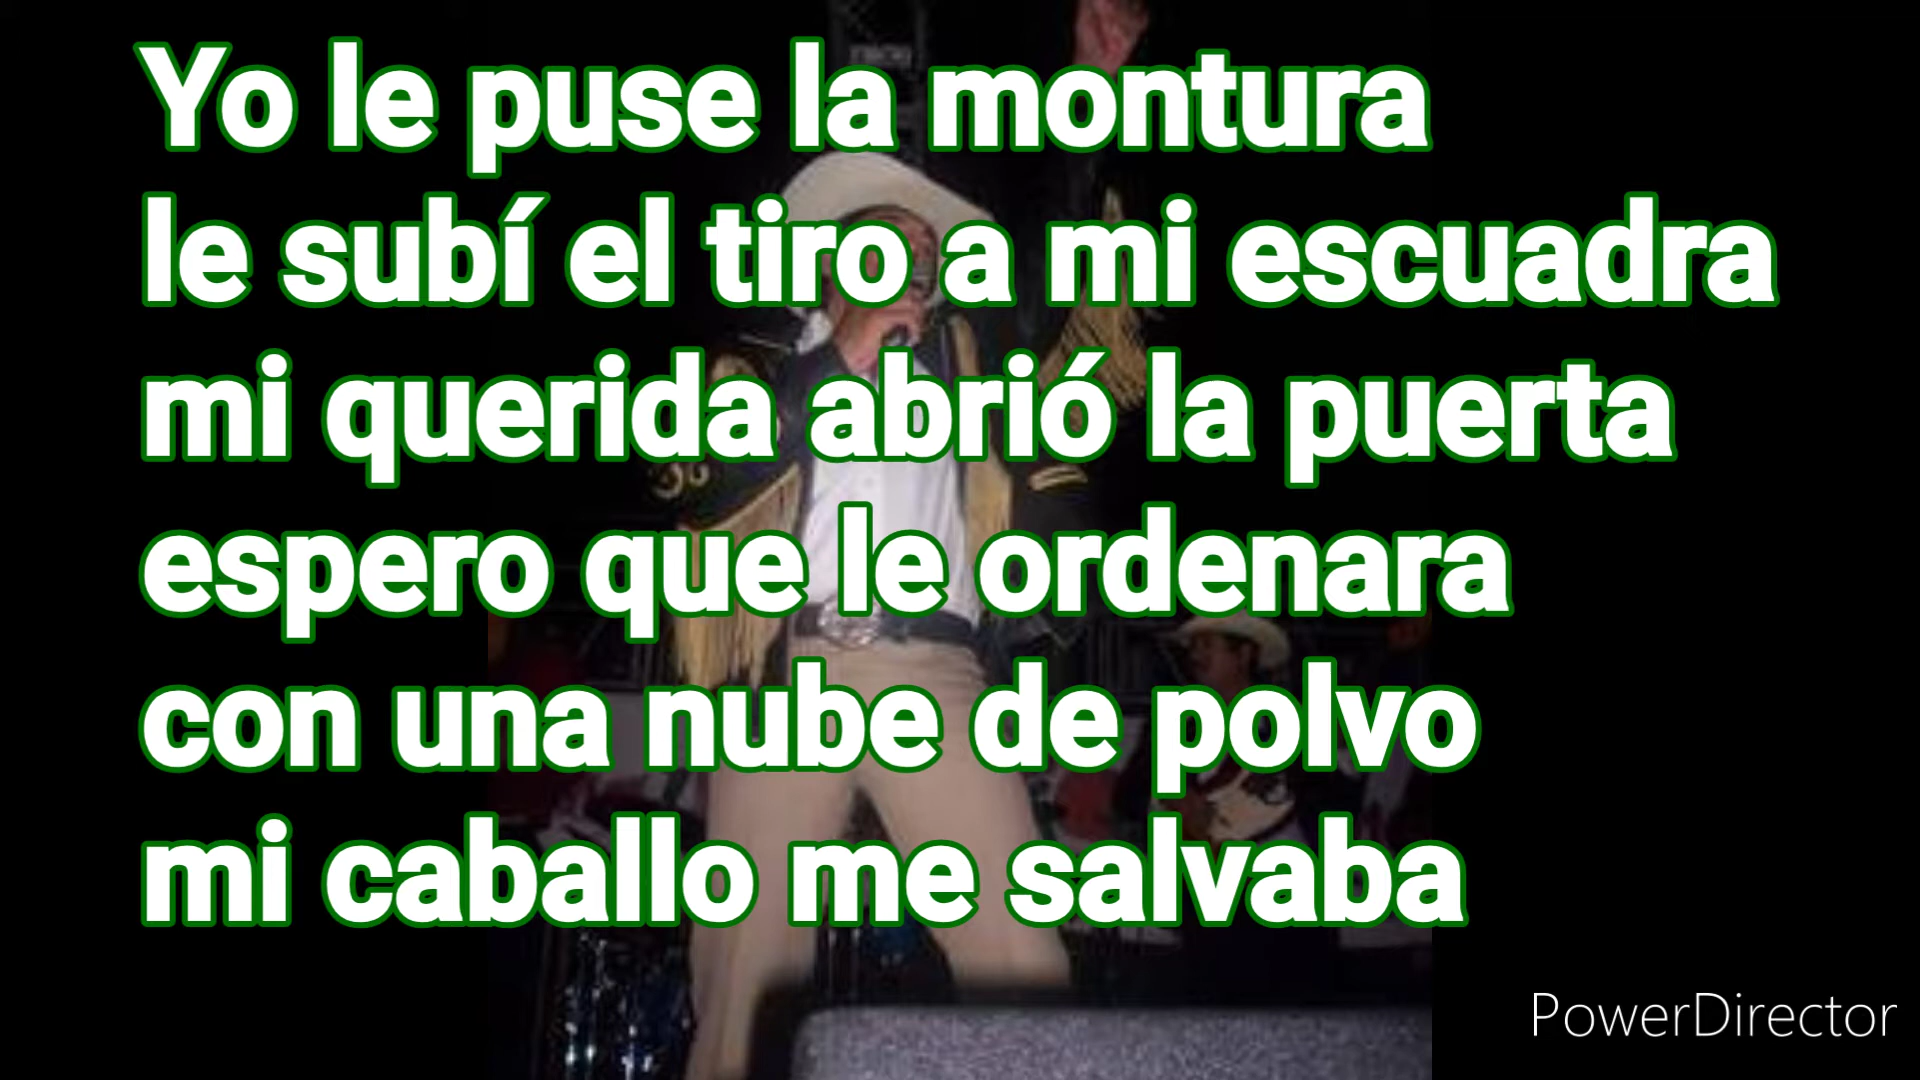 Yo le puse la montura
le subí el tiro a mi escuadra
mi querida abrió la puerta
espero que le ordenara
con una nube de polvo
mi caballo me salvaba
PowerDirector